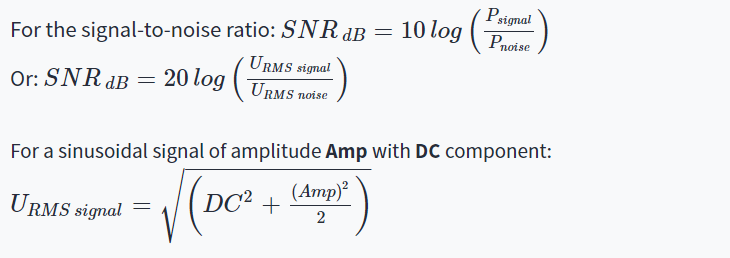 For the signal-to-noise ratio: $SNR_{dB} = 10 \log \left( \frac{P_{signal}}{P_{noise}} \right)$
Or: $SNR_{dB} = 20 \log \left( \frac{U_{RMS\ signal}}{U_{RMS\ noise}} \right)$
For a sinusoidal signal of amplitude Amp with DC component:
$U_{RMS\ signal} = \sqrt{\left( DC^2 + \frac{(Amp)^2}{2} \right)}$